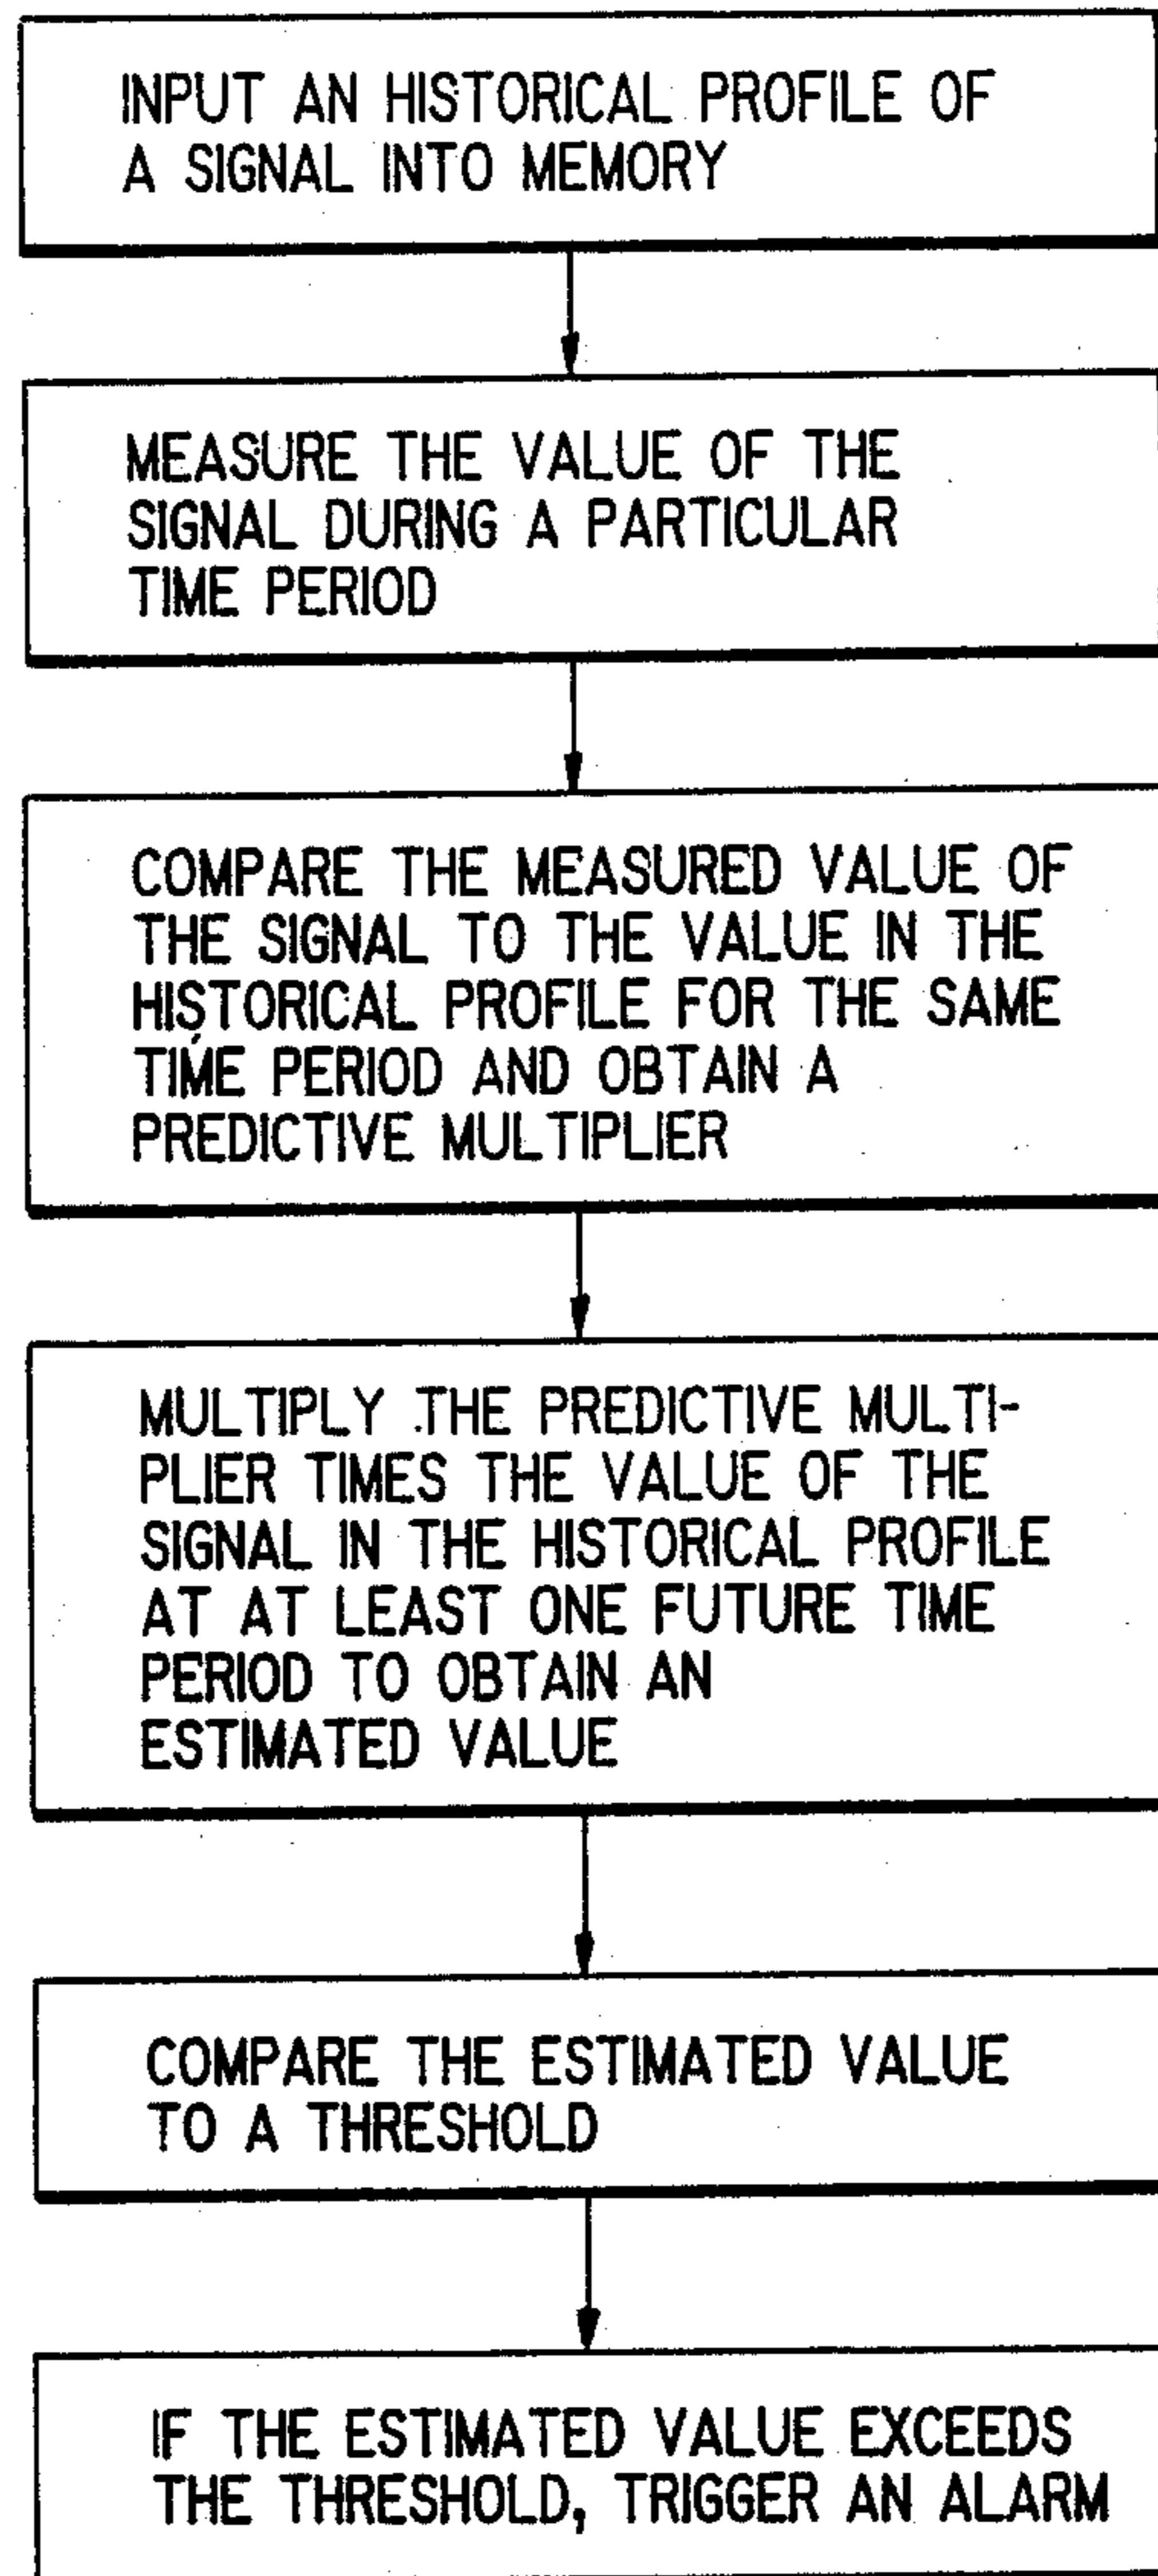 INPUT AN HISTORICAL PROFILE OF
A SIGNAL INTO MEMORY
MEASURE THE VALUE OF THE
SIGNAL DURING A PARTICULAR
TIME PERIOD
COMPARE THE MEASURED VALUE OF
THE SIGNAL TO THE VALUE IN THE
HISTORICAL PROFILE FOR THE SAME
TIME PERIOD AND OBTAIN A
PREDICTIVE MULTIPLIER
MULTIPLY THE PREDICTIVE MULTI-
PLIER TIMES THE VALUE OF THE
SIGNAL IN THE HISTORICAL PROFILE
AT AT LEAST ONE FUTURE TIME
PERIOD TO OBTAIN AN
ESTIMATED VALUE
COMPARE THE ESTIMATED VALUE
TO A THRESHOLD
IF THE ESTIMATED VALUE EXCEEDS
THE THRESHOLD, TRIGGER AN ALARM